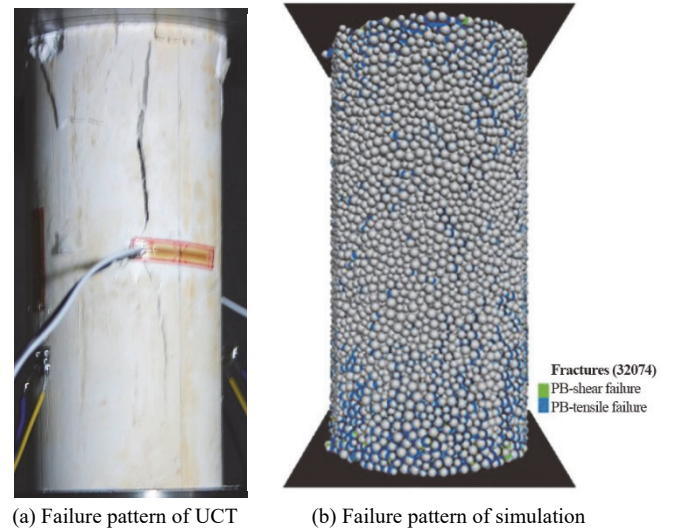 Fractures (32074)
PB-shear failure
PB-tensile failure
(a) Failure pattern of UCT
(b) Failure pattern of simulation